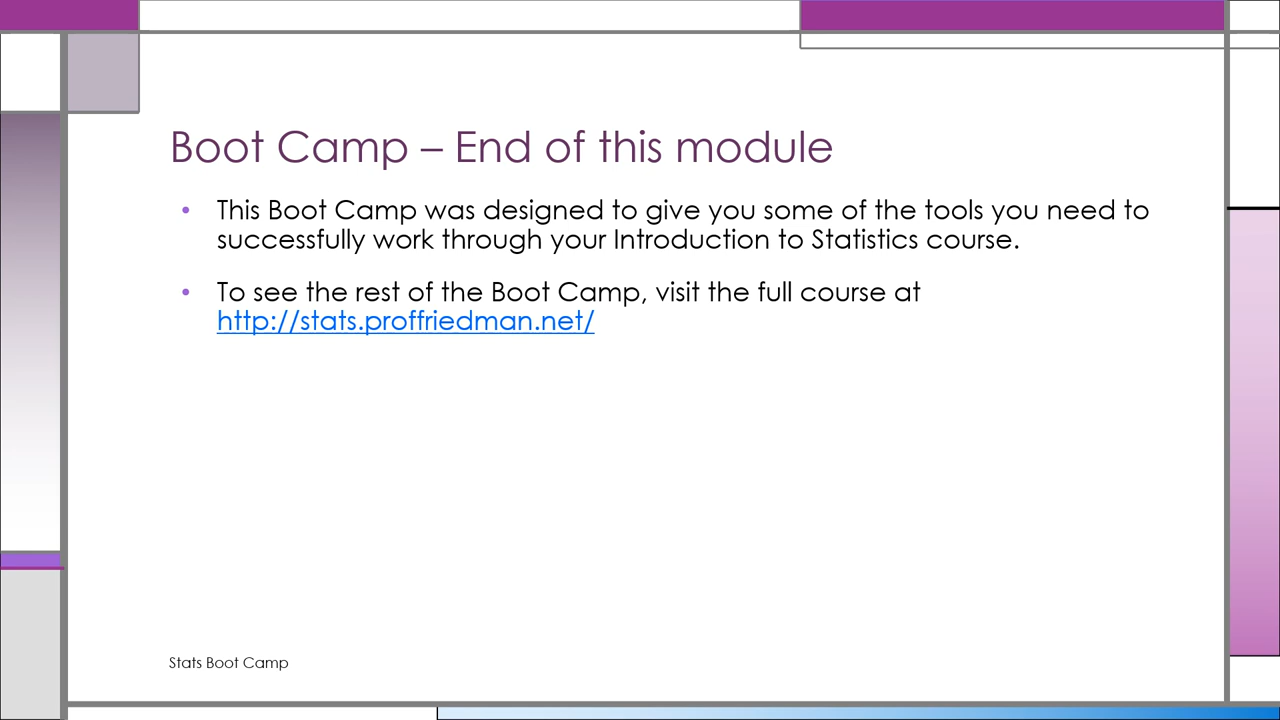 Boot Camp – End of this module
• This Boot Camp was designed to give you some of the tools you need to
successfully work through your Introduction to Statistics course.
• To see the rest of the Boot Camp, visit the full course at
http://stats.proffriedman.net/
Stats Boot Camp